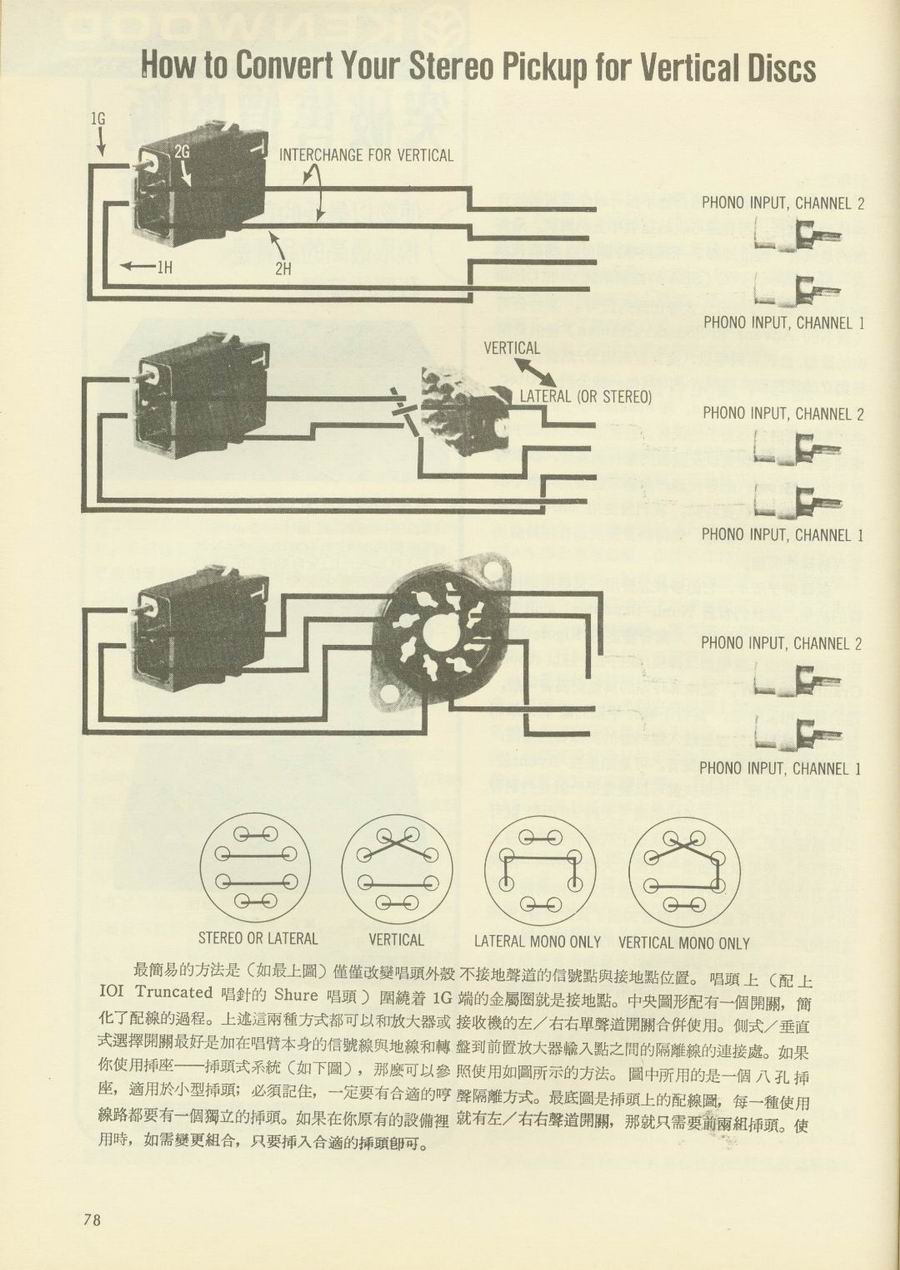 How to Convert Your Stereo Pickup for Vertical Discs
1G
2G
INTERCHANGE FOR VERTICAL
1H
2H
PHONO INPUT, CHANNEL 2
PHONO INPUT, CHANNEL 1
VERTICAL
LATERAL (OR STEREO)
PHONO INPUT, CHANNEL 2
PHONO INPUT, CHANNEL 1
PHONO INPUT, CHANNEL 2
PHONO INPUT, CHANNEL 1
STEREO OR LATERAL
VERTICAL
LATERAL MONO ONLY
VERTICAL MONO ONLY
最簡易的方法是（如最上圖）僅僅改變唱頭外殼不接地聲道的信號點與接地點位置。唱頭上（配上
IOI Truncated 唱針的 Shure 唱頭）圍繞着 1G 端的金屬圈就是接地點。中央圖形配有一個開關，簡
化了配線的過程。上述這兩種方式都可以和放大器或接收機的左／右右單聲道開關合併使用。側式／垂直
式選擇開關最好是加在唱臂本身的信號線與地線和轉盤到前置放大器輸入點之間的隔離線的連接處。如果
你使用揷座——揷頭式系統（如下圖），那麼可以參照使用如圖所示的方法。圖中所用的是一個八孔揷
座，適用於小型揷頭；必須記住，一定要有合適的哼聲隔離方式。最底圖是揷頭上的配線圖，每一種使用
線路都要有一個獨立的揷頭。如果在你原有的設備裡就有左／右右聲道開關，那就只需要前兩組揷頭。使
用時，如需變更組合，只要揷入合適的揷頭卽可。
78